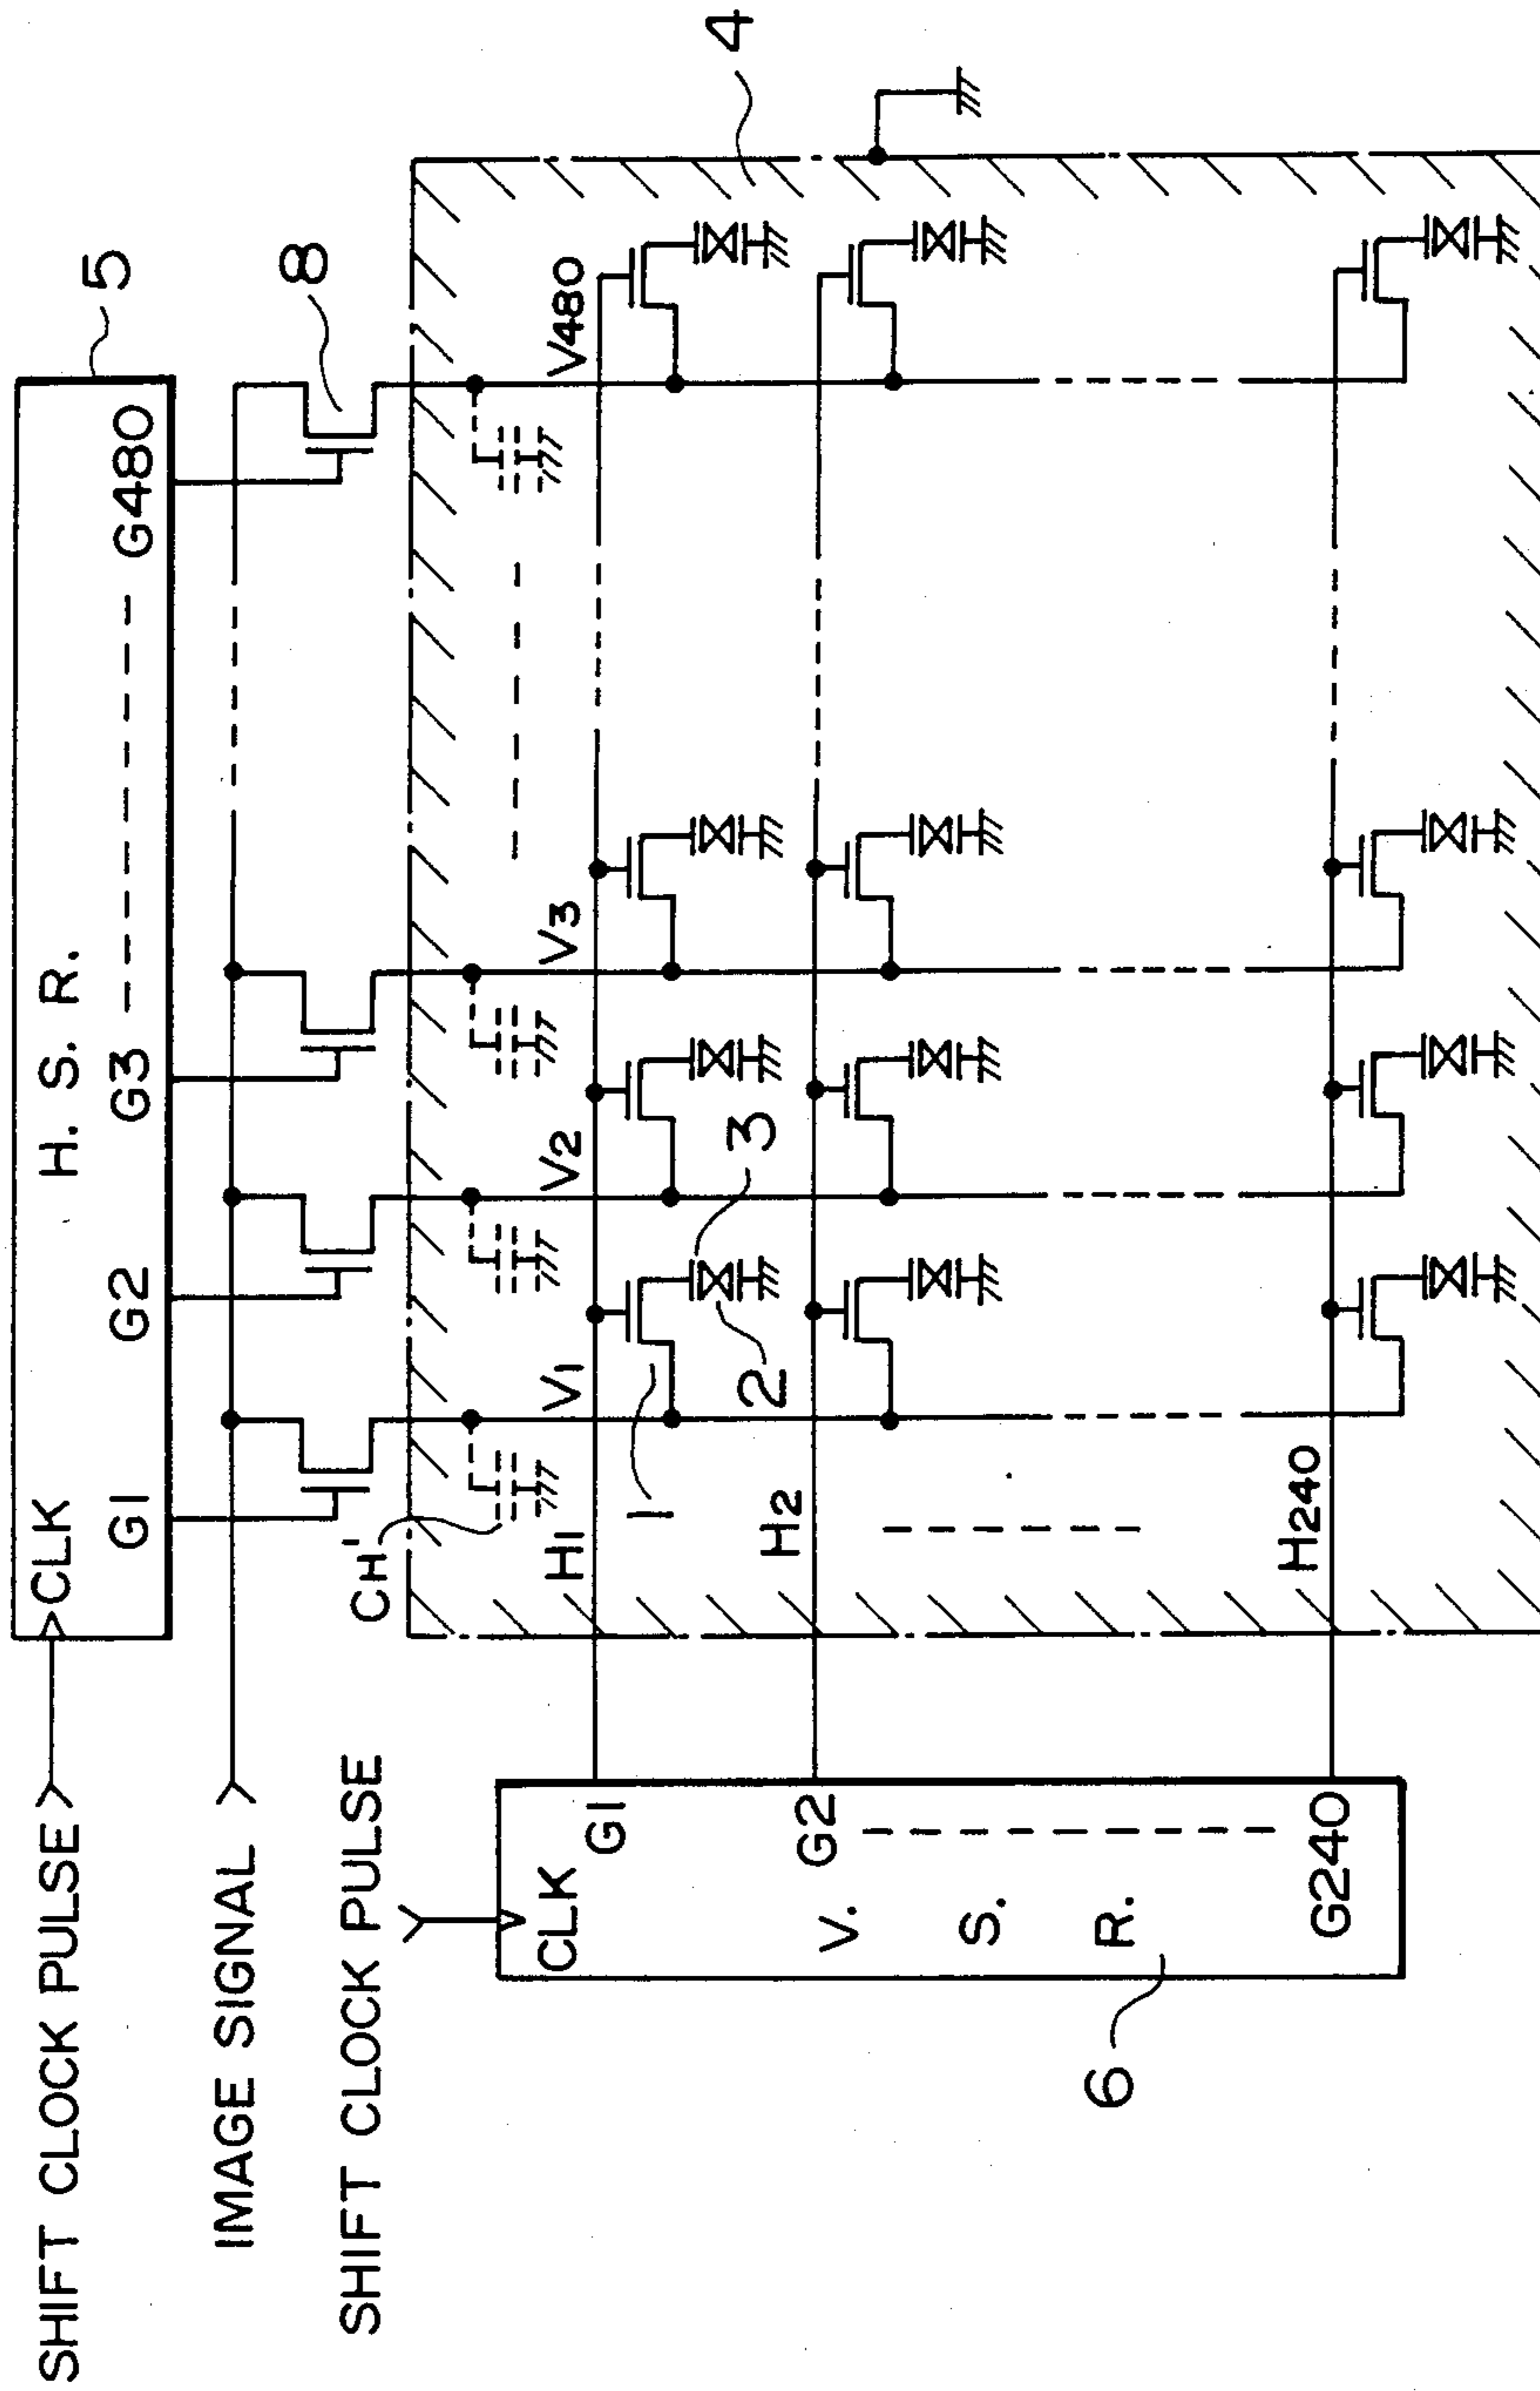 SHIFT CLOCK PULSE
CLK
H. S. R.
5
G1 G2 G3 G480
IMAGE SIGNAL
8
SHIFT CLOCK PULSE
CH'
4
V1 V2 V3 V480
CLK
G1
H1
1
2
3
G2
H2
V. S. R.
6
G240
H240